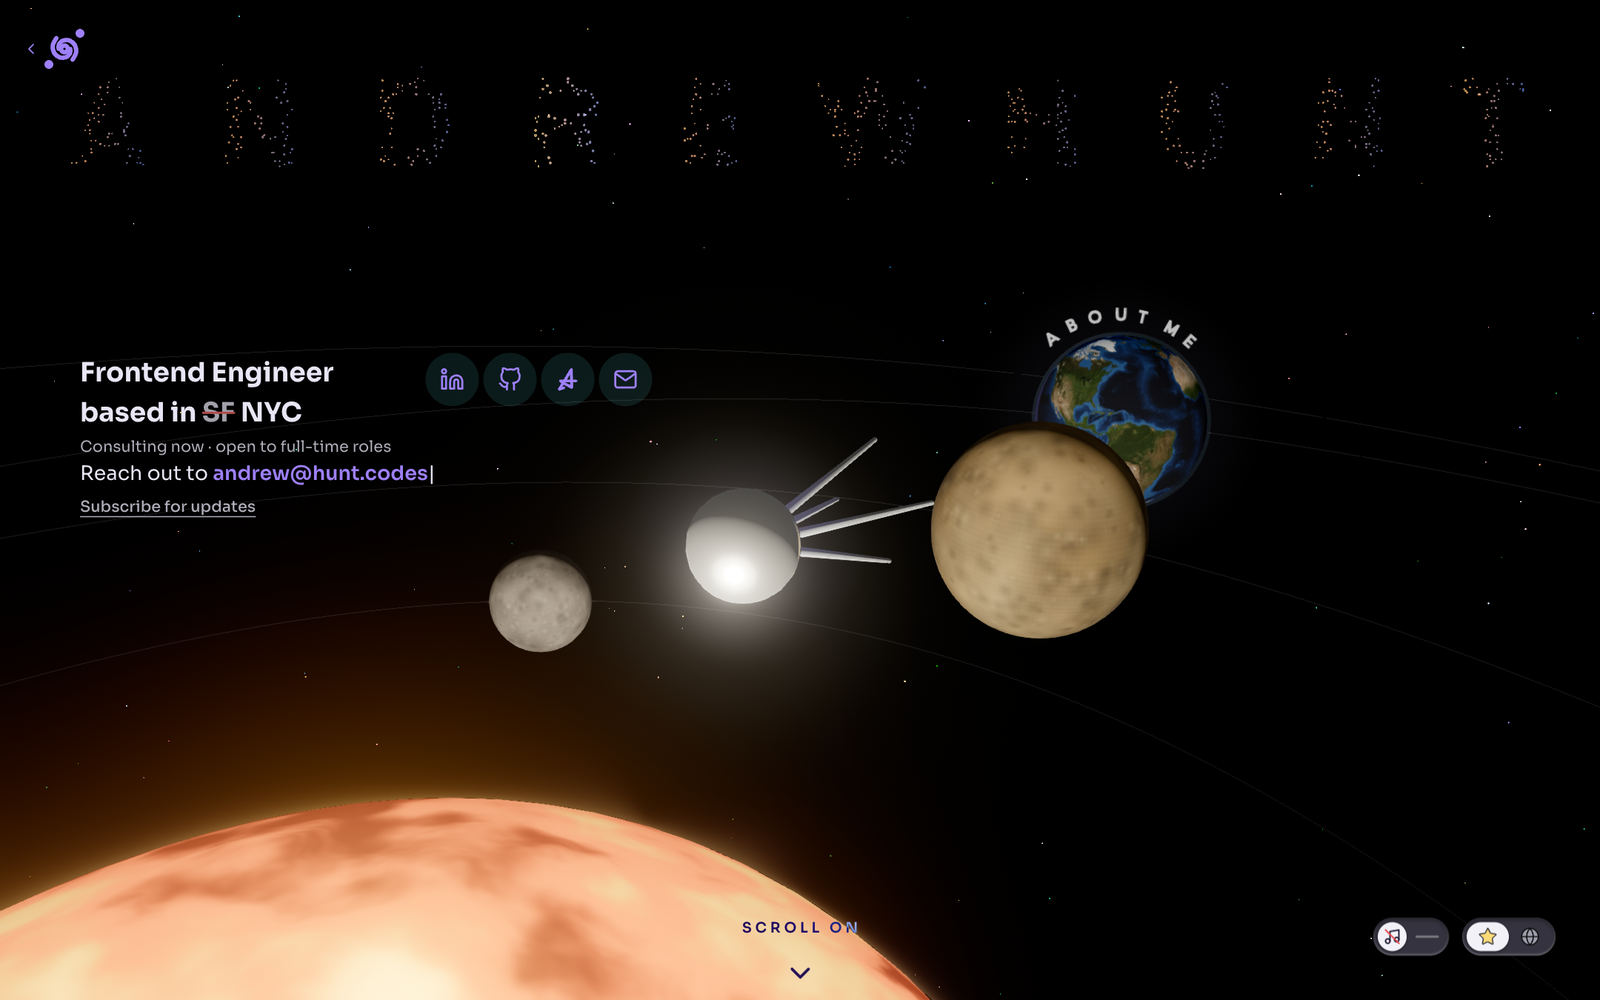 ANDREW HUNT
ABOUT ME
Frontend Engineer
based in SF NYC
Consulting now · open to full-time roles
Reach out to andrew@hunt.codes|
Subscribe for updates
SCROLL ON